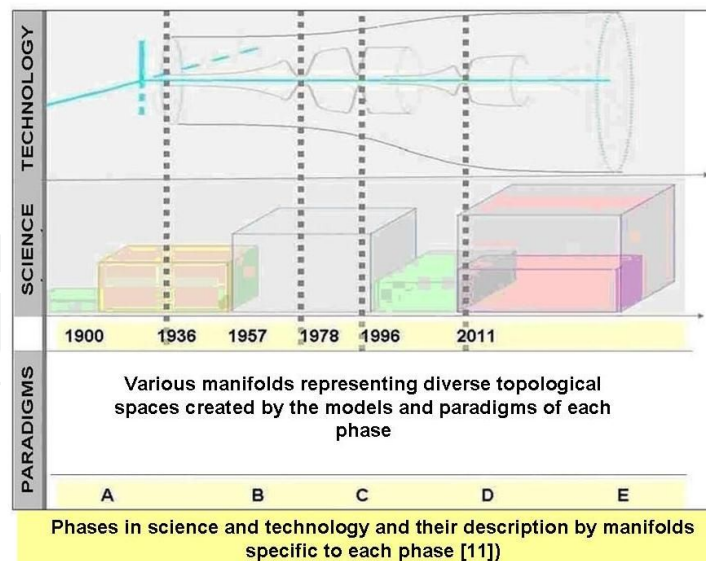 TECHNOLOGY
SCIENCE
1900 1936 1957 1978 1996 2011
PARADIGMS
Various manifolds representing diverse topological
spaces created by the models and paradigms of each
phase
A B C D E
Phases in science and technology and their description by manifolds
specific to each phase [11])